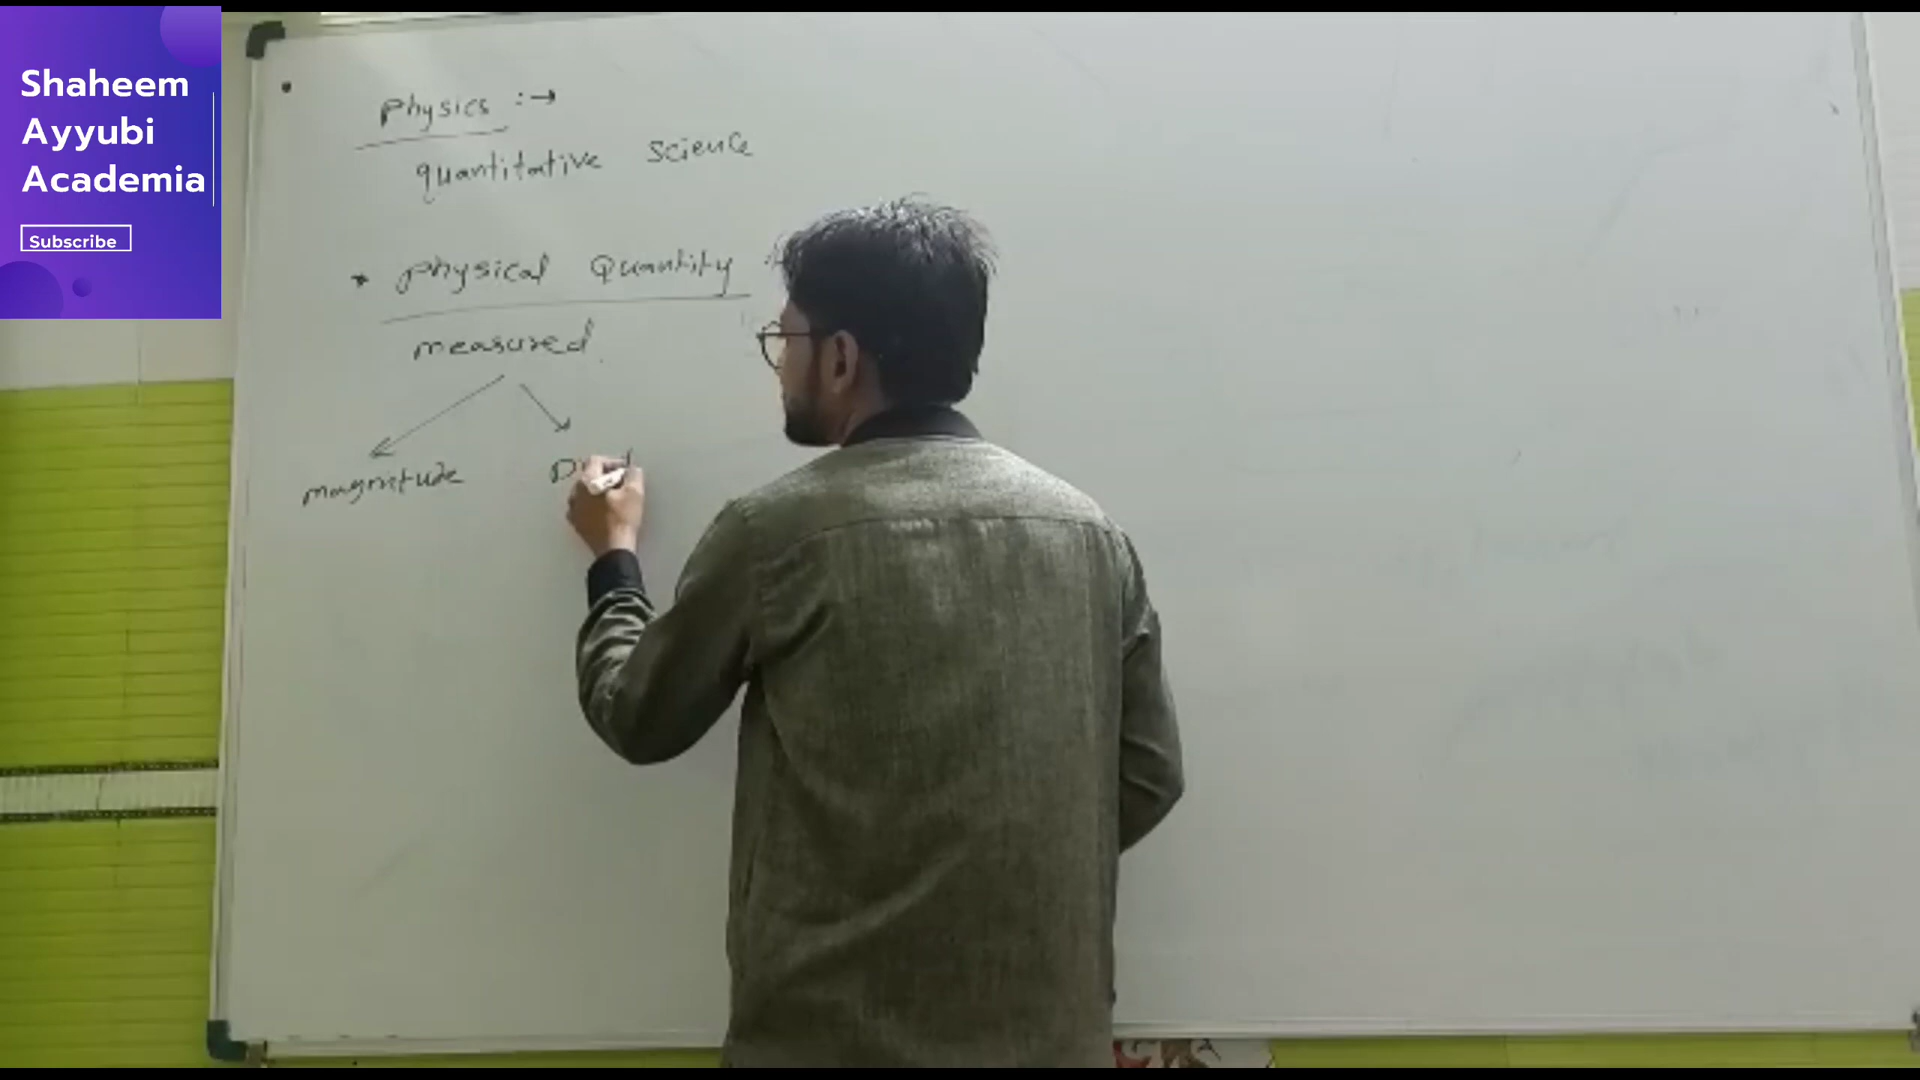 Shaheem
Ayyubi
Academia
Subscribe
Physics :→
quantitative science
* physical Quantity
measured
magnitude